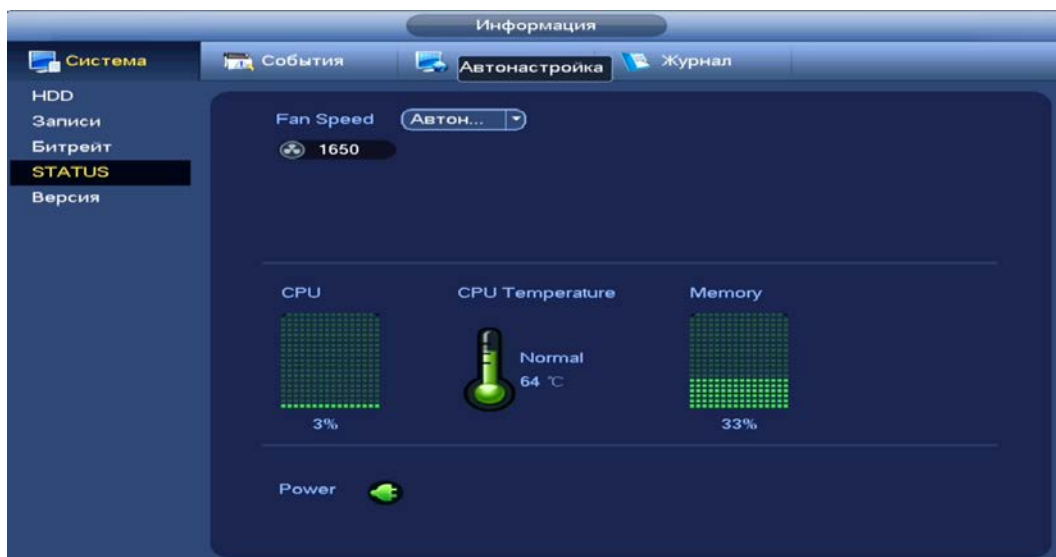 Информация
Система
События
Автонастройка
Журнал
HDD
Записи
Битрейт
STATUS
Версия
Fan Speed
Автон...
1650
CPU
CPU Temperature
Memory
Normal
64 °C
3%
33%
Power